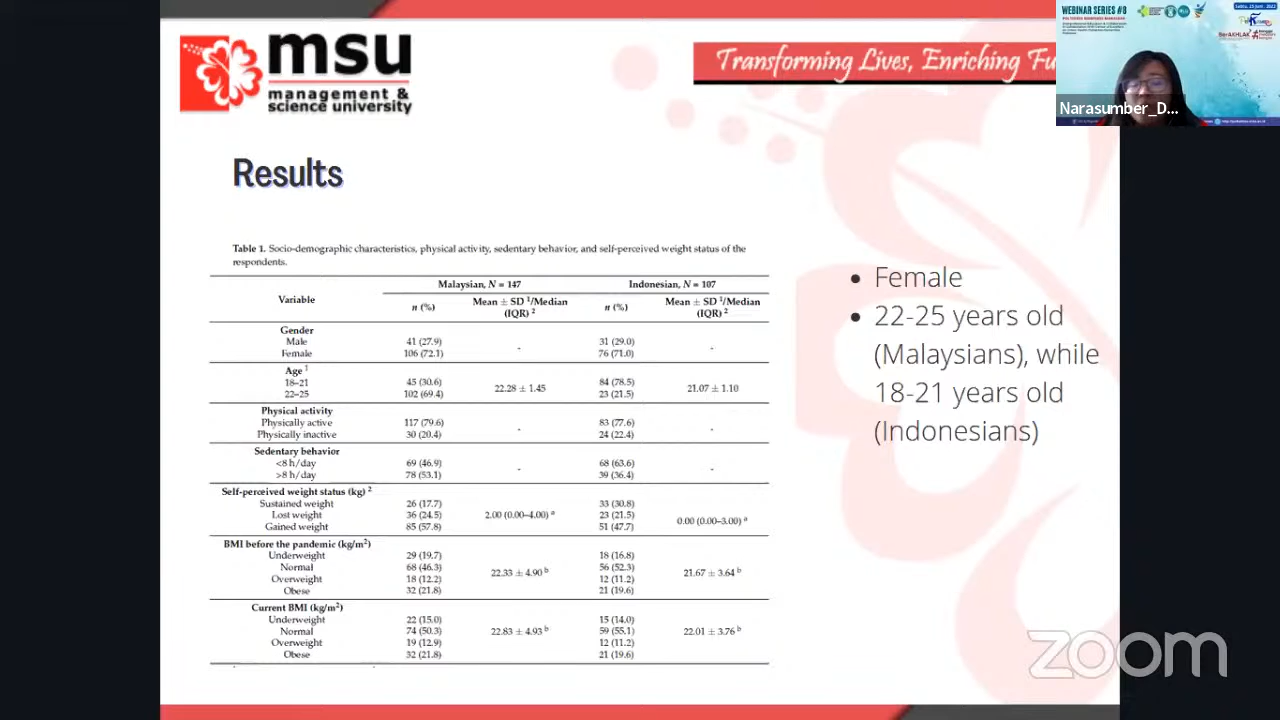 msu
management &
science university
Transforming Lives, Enriching Fu
WEBINAR SERIES #8
Narasumber_D...
Results
Table 1. Socio-demographic characteristics, physical activity, sedentary behavior, and self-perceived weight status of the
respondents.
Malaysian, N = 147 Indonesian, N = 107
Variable n (%) Mean ± SD 1/Median (IQR) 2 n (%) Mean ± SD 1/Median (IQR) 2
Gender
Male 41 (27.9) - 31 (29.0) -
Female 106 (72.1) 76 (71.0)
Age 1
18–21 45 (30.6) 22.28 ± 1.45 84 (78.5) 21.07 ± 1.10
22–25 102 (69.4) 23 (21.5)
Physical activity
Physically active 117 (79.6) - 83 (77.6) -
Physically inactive 30 (20.4) 24 (22.4)
Sedentary behavior
<8 h/day 69 (46.9) - 68 (63.6) -
>8 h/day 78 (53.1) 39 (36.4)
Self-perceived weight status (kg) 2
Sustained weight 26 (17.7) 33 (30.8)
Lost weight 36 (24.5) 2.00 (0.00–4.00) a 23 (21.5) 0.00 (0.00–3.00) a
Gained weight 85 (57.8) 51 (47.7)
BMI before the pandemic (kg/m2)
Underweight 29 (19.7) 18 (16.8)
Normal 68 (46.3) 22.33 ± 4.90 b 56 (52.3) 21.67 ± 3.64 b
Overweight 18 (12.2) 12 (11.2)
Obese 32 (21.8) 21 (19.6)
Current BMI (kg/m2)
Underweight 22 (15.0) 15 (14.0)
Normal 74 (50.3) 22.83 ± 4.93 b 59 (55.1) 22.01 ± 3.76 b
Overweight 19 (12.9) 12 (11.2)
Obese 32 (21.8) 21 (19.6)
• Female
• 22-25 years old
(Malaysians), while
18-21 years old
(Indonesians)
zoom